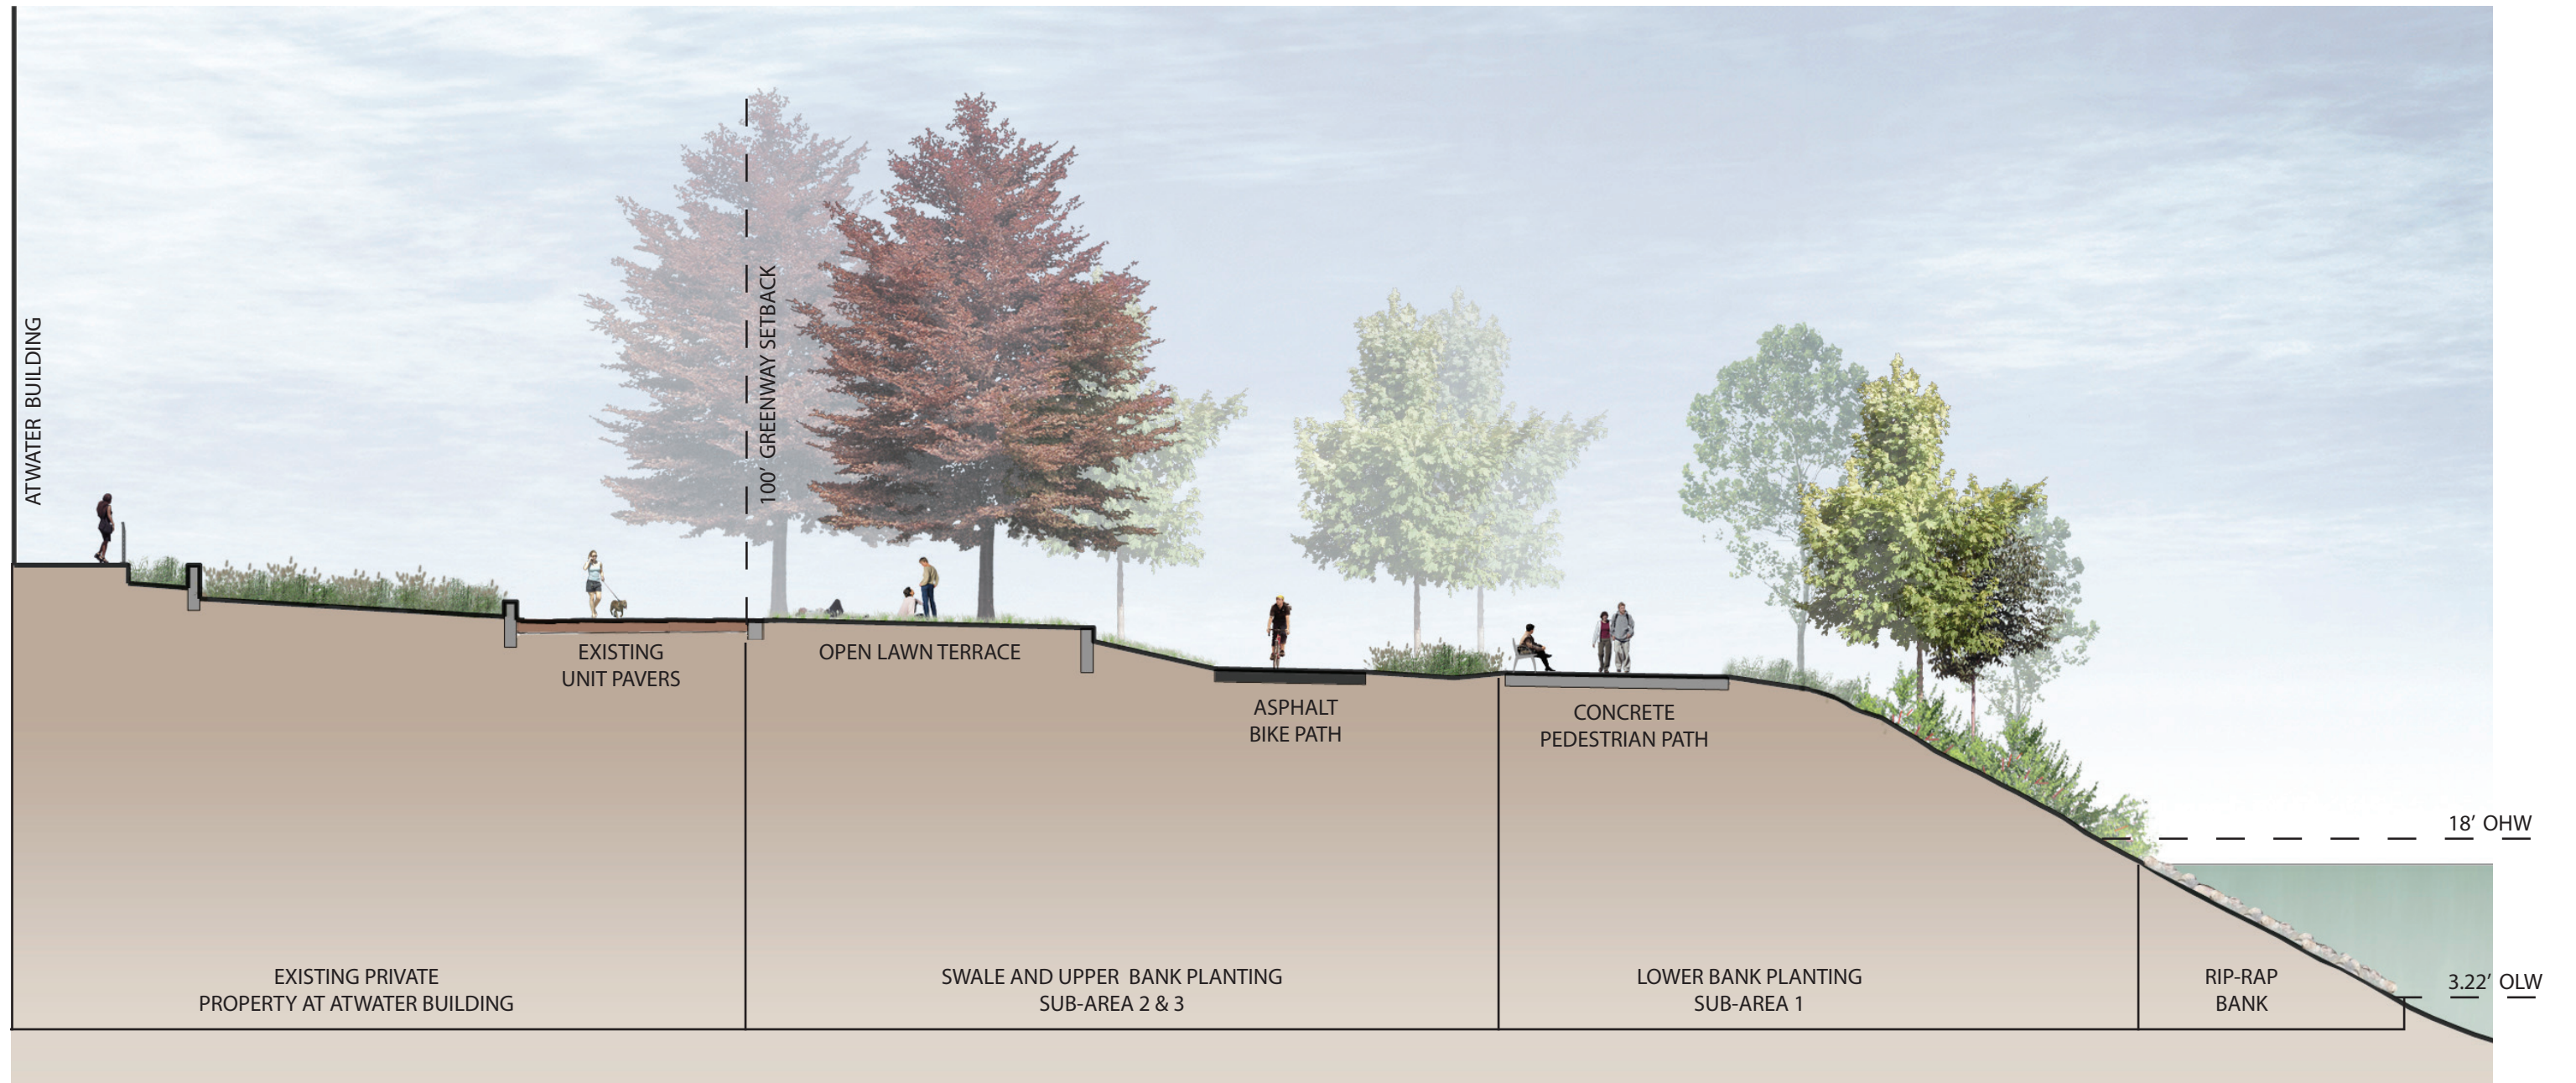 ATWATER BUILDING
100' GREENWAY SETBACK
EXISTING
UNIT PAVERS
OPEN LAWN TERRACE
ASPHALT
BIKE PATH
CONCRETE
PEDESTRIAN PATH
18' OHW
3.22' OLW
EXISTING PRIVATE
PROPERTY AT ATWATER BUILDING
SWALE AND UPPER BANK PLANTING
SUB-AREA 2 & 3
LOWER BANK PLANTING
SUB-AREA 1
RIP-RAP
BANK